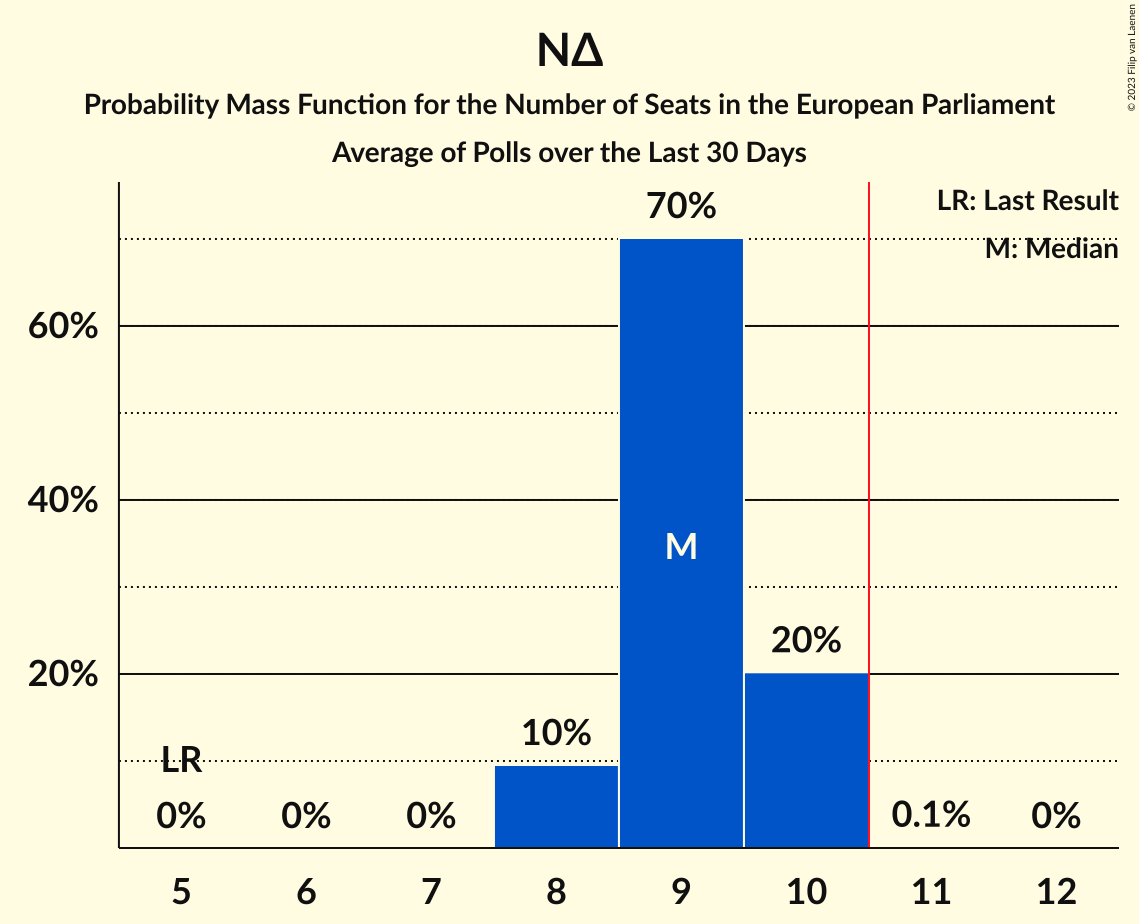 ΝΔ
Probability Mass Function for the Number of Seats in the European Parliament
Average of Polls over the Last 30 Days
© 2023 Filip van Laenen
LR: Last Result
M: Median
70%
60%
40%
M
20%
20%
10%
LR
0%
0%
0%
0.1%
0%
5
6
7
8
9
10
11
12